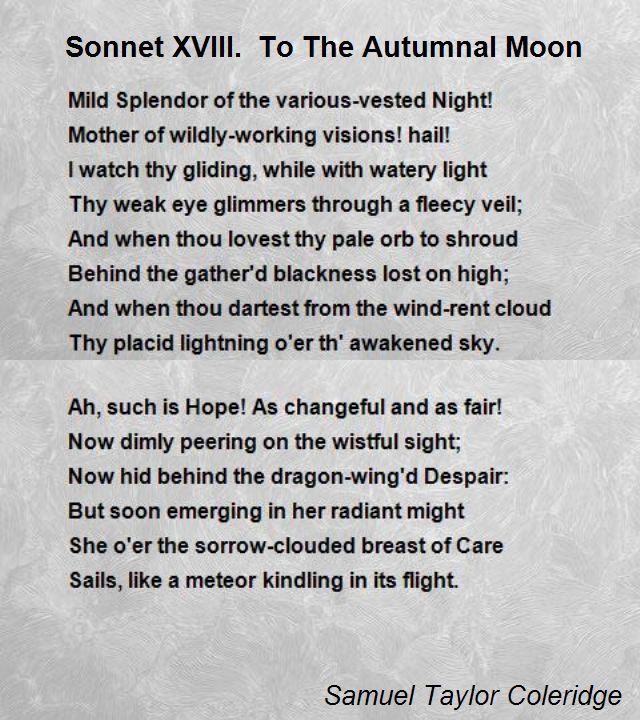 Sonnet XVIII.  To The Autumnal Moon
Mild Splendor of the various-vested Night!
Mother of wildly-working visions! hail!
I watch thy gliding, while with watery light
Thy weak eye glimmers through a fleecy veil;
And when thou lovest thy pale orb to shroud
Behind the gather'd blackness lost on high;
And when thou dartest from the wind-rent cloud
Thy placid lightning o'er th' awakened sky.
Ah, such is Hope! As changeful and as fair!
Now dimly peering on the wistful sight;
Now hid behind the dragon-wing'd Despair:
But soon emerging in her radiant might
She o'er the sorrow-clouded breast of Care
Sails, like a meteor kindling in its flight.
Samuel Taylor Coleridge